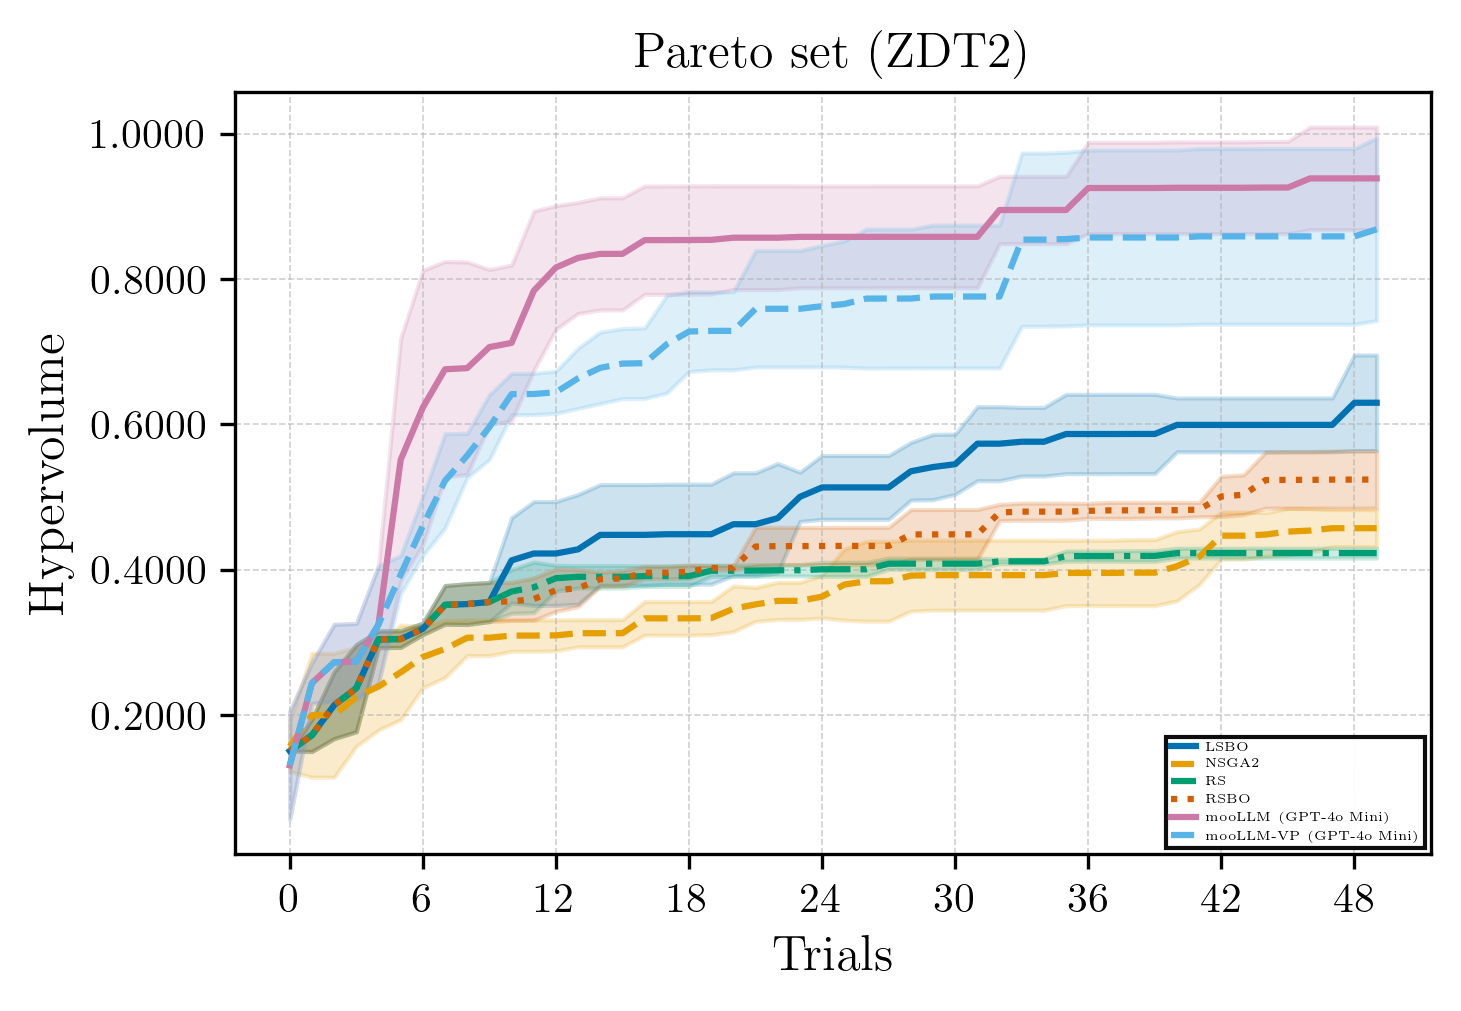 Pareto set (ZDT2)
1.0000
0.8000
0.6000
0.4000
0.2000
Hypervolume
LSBO
NSGA2
RS
RSBO
mooLLM (GPT-4o Mini)
mooLLM-VP (GPT-4o Mini)
0 6 12 18 24 30 36 42 48
Trials